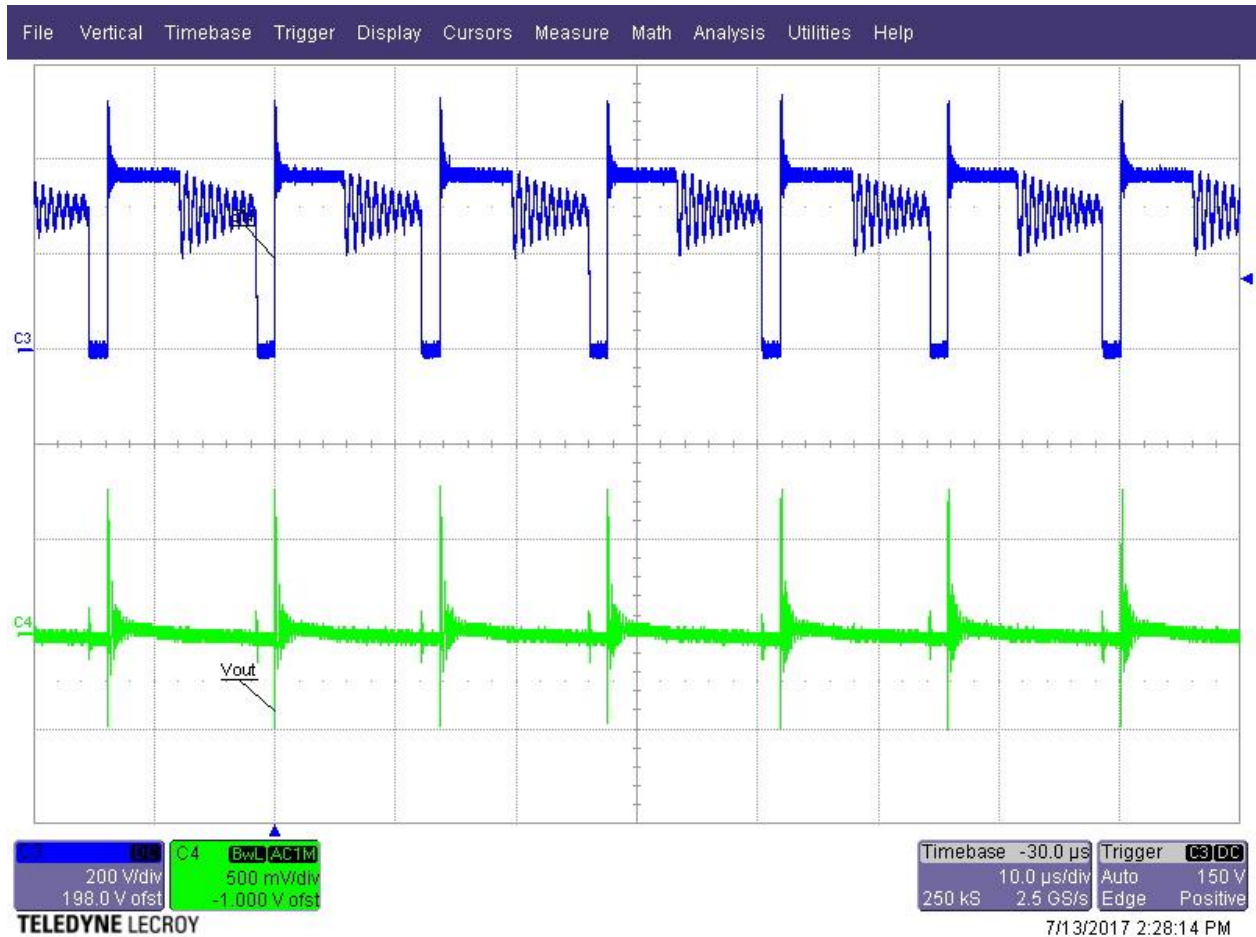 File Vertical Timebase Trigger Display Cursors Measure Math Analysis Utilities Help
C3
C4
Vout
C3 DC
200 V/div
198.0 V ofst
C4 BwL AC1M
500 mV/div
-1.000 V ofst
Timebase -30.0 µs
10.0 µs/div
250 kS 2.5 GS/s
Trigger C3 DC
Auto 150 V
Edge Positive
TELEDYNE LECROY
7/13/2017 2:28:14 PM